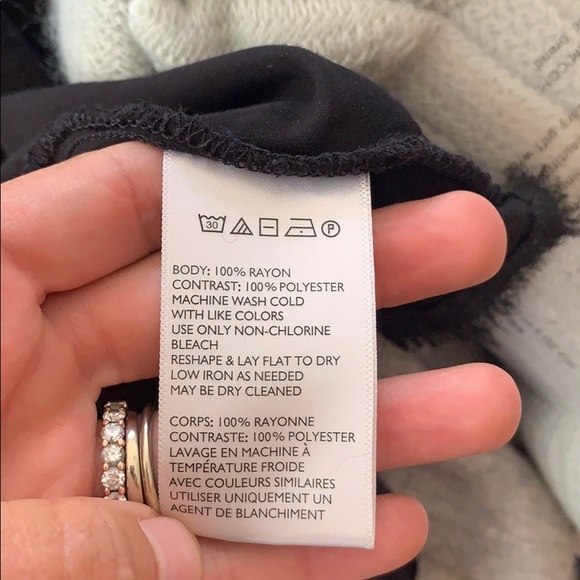 30 P
BODY: 100% RAYON
CONTRAST: 100% POLYESTER
MACHINE WASH COLD
WITH LIKE COLORS
USE ONLY NON-CHLORINE
BLEACH
RESHAPE & LAY FLAT TO DRY
LOW IRON AS NEEDED
MAY BE DRY CLEANED
CORPS: 100% RAYONNE
CONTRASTE: 100% POLYESTER
LAVAGE EN MACHINE À
TEMPÉRATURE FROIDE
AVEC COULEURS SIMILAIRES
UTILISER UNIQUEMENT UN
AGENT DE BLANCHIMENT